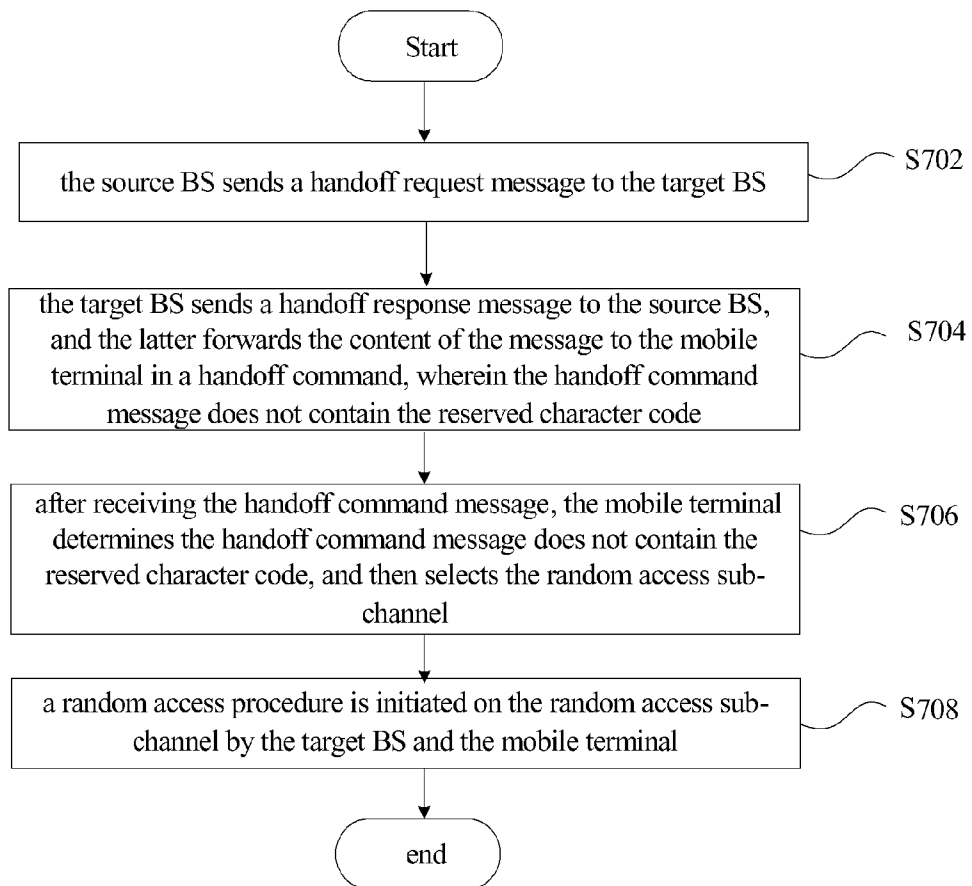 Start
the source BS sends a handoff request message to the target BS
S702
the target BS sends a handoff response message to the source BS,
and the latter forwards the content of the message to the mobile
terminal in a handoff command, wherein the handoff command
message does not contain the reserved character code
S704
after receiving the handoff command message, the mobile terminal
determines the handoff command message does not contain the
reserved character code, and then selects the random access sub-
channel
S706
a random access procedure is initiated on the random access sub-
channel by the target BS and the mobile terminal
S708
end